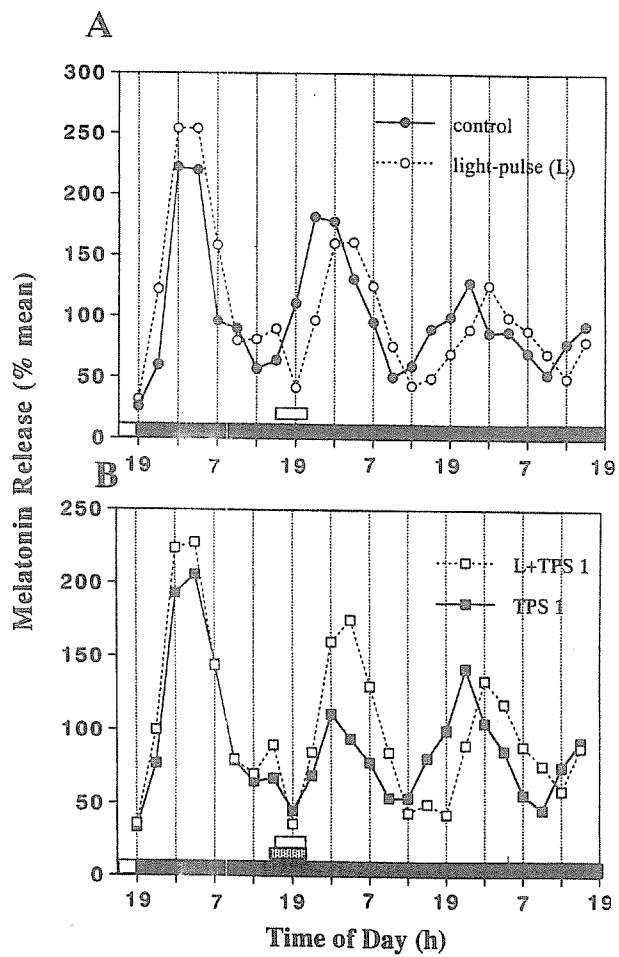 A
300
250
200
150
100
50
0
control
light-pulse (L)
19 7 19 7 19 7 19
Melatonin Release (% mean)
B
250
200
150
100
50
0
L+TPS 1
TPS 1
19 7 19 7 19 7 19
Time of Day (h)